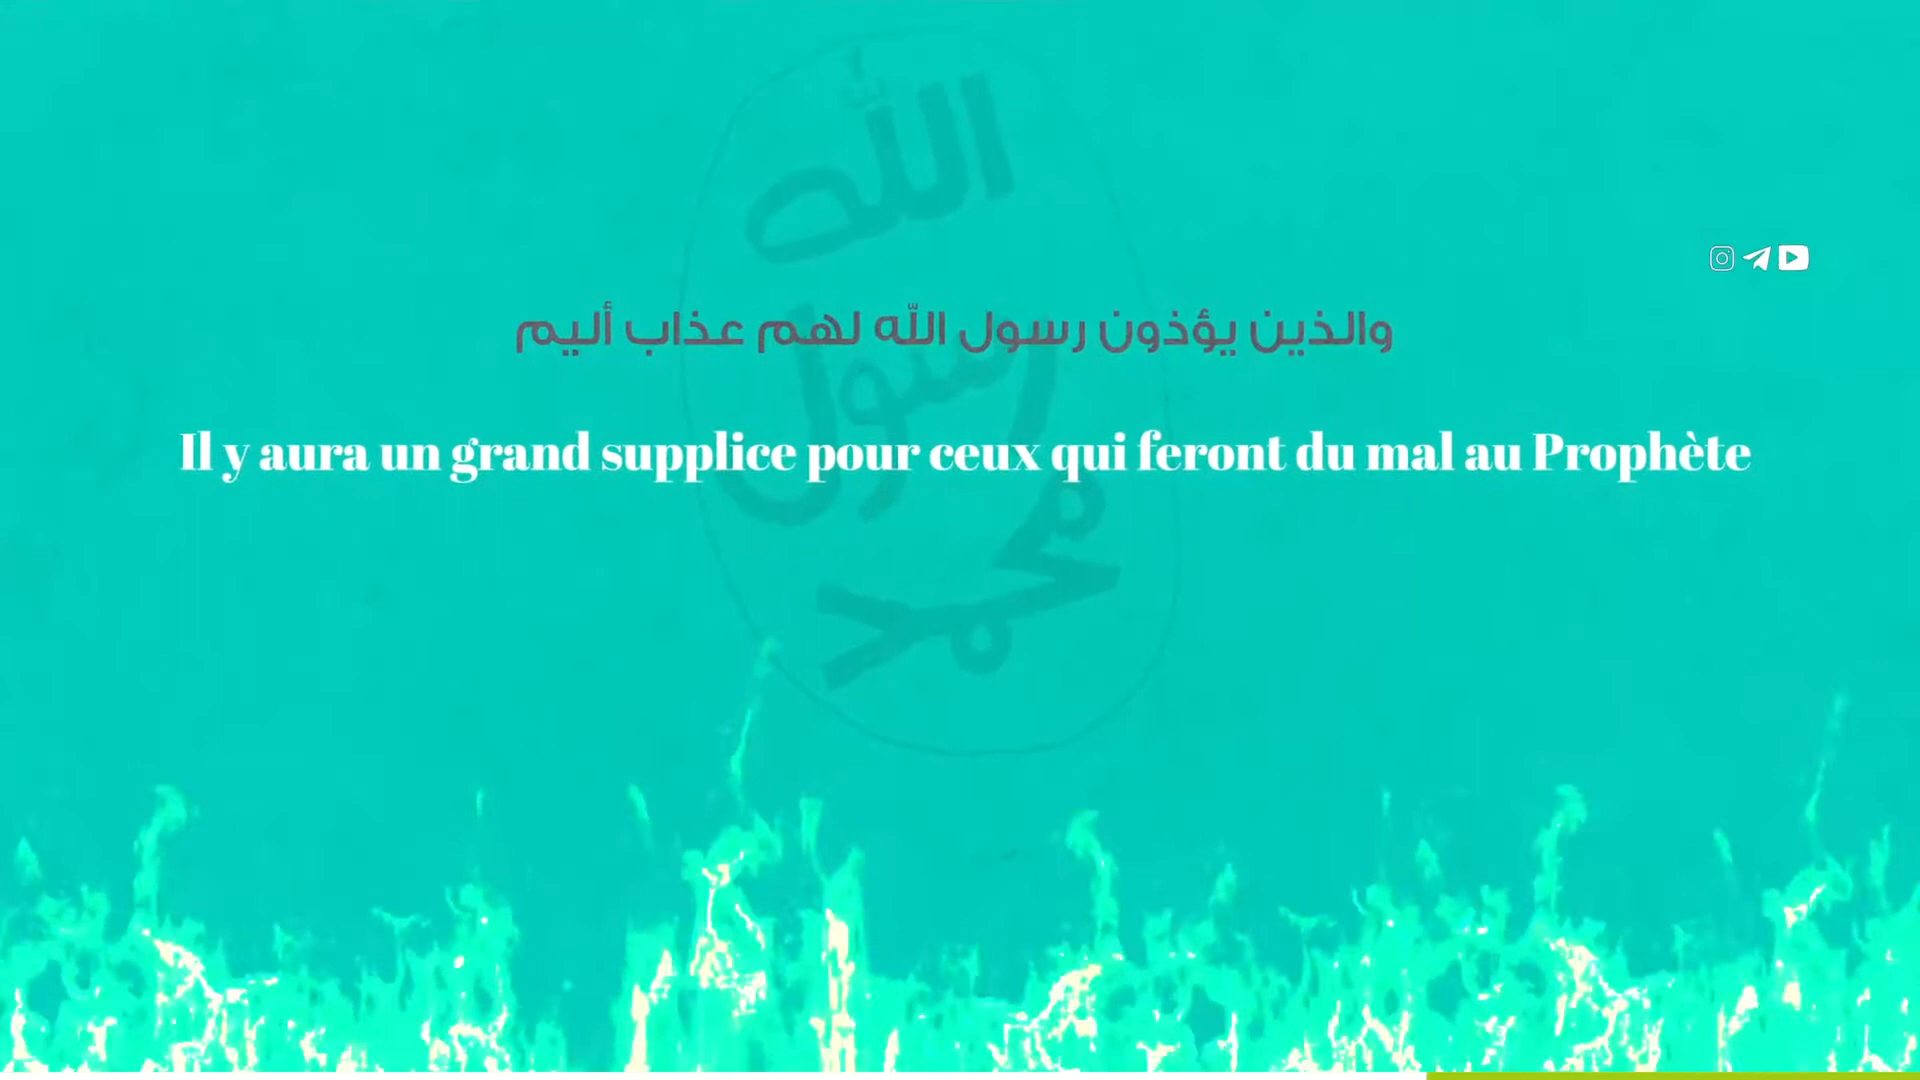 الله
رسول
محمد
والذين يؤذون رسول الله لهم عذاب أليم
Il y aura un grand supplice pour ceux qui feront du mal au Prophète